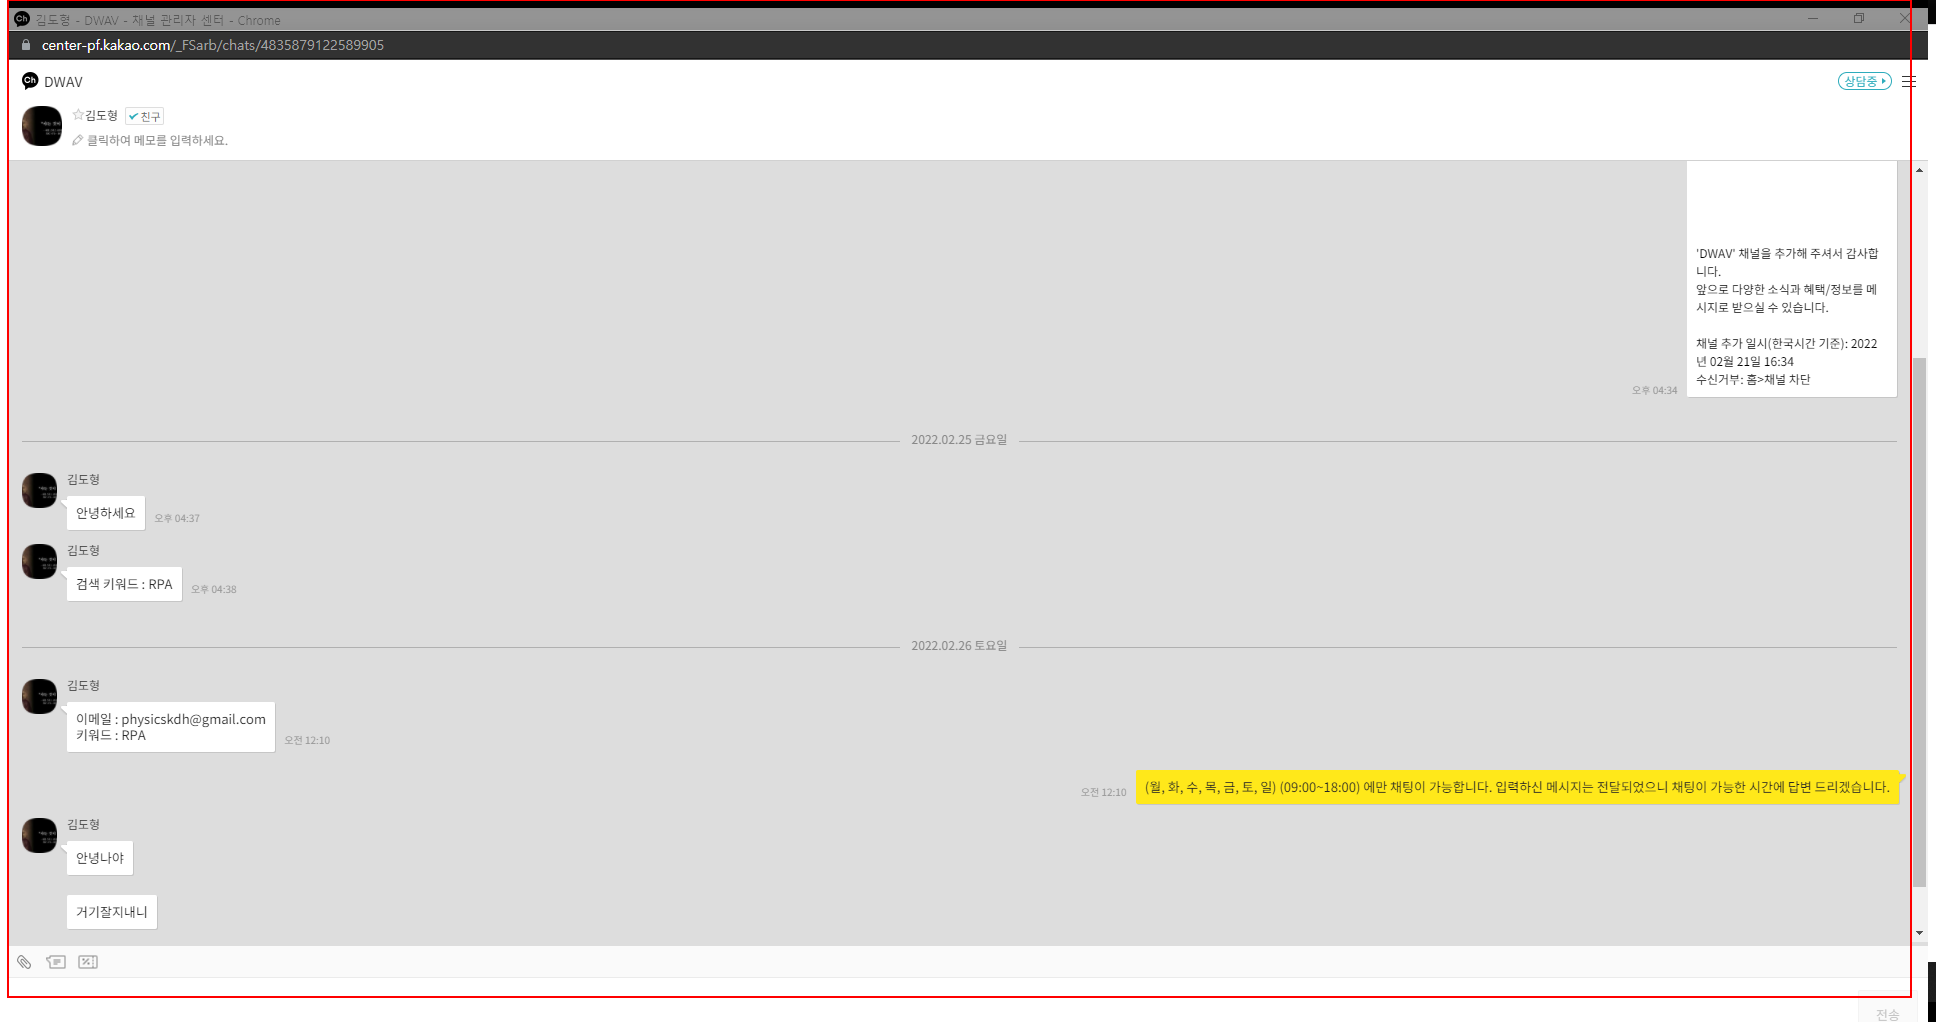 김도형 - DWAV - 채널 관리자 센터 - Chrome
center-pf.kakao.com/_FSarb/chats/4835879122589905
Ch DWAV
상담중
김도형 친구
클릭하여 메모를 입력하세요.
'DWAV' 채널을 추가해 주셔서 감사합
니다.
앞으로 다양한 소식과 혜택/정보를 메
시지로 받으실 수 있습니다.
채널 추가 일시(한국시간 기준): 2022
년 02월 21일 16:34
수신거부: 홈>채널 차단
오후 04:34
2022.02.25 금요일
김도형
안녕하세요
오후 04:37
김도형
검색 키워드 : RPA
오후 04:38
2022.02.26 토요일
김도형
이메일 : physicskdh@gmail.com
키워드 : RPA
오전 12:10
오전 12:10
(월, 화, 수, 목, 금, 토, 일) (09:00~18:00) 에만 채팅이 가능합니다. 입력하신 메시지는 전달되었으니 채팅이 가능한 시간에 답변 드리겠습니다.
김도형
안녕나야
거기잘지내니
전송